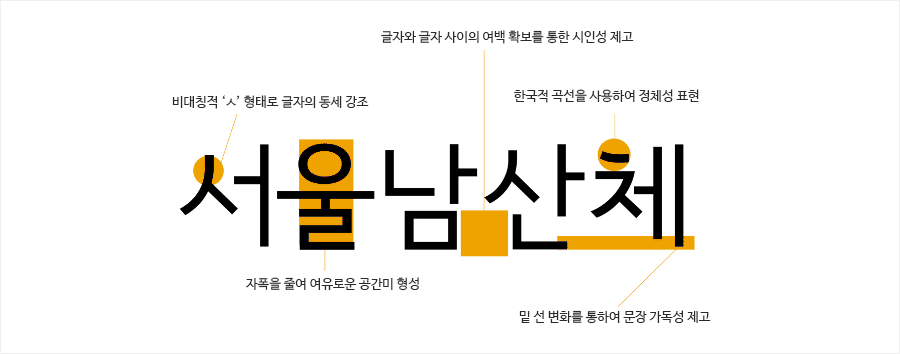 글자와 글자 사이의 여백 확보를 통한 시인성 제고
비대칭적 ‘ㅅ’ 형태로 글자의 동세 강조
한국적 곡선을 사용하여 정체성 표현
서울남산체
자폭을 줄여 여유로운 공간미 형성
밑 선 변화를 통하여 문장 가독성 제고